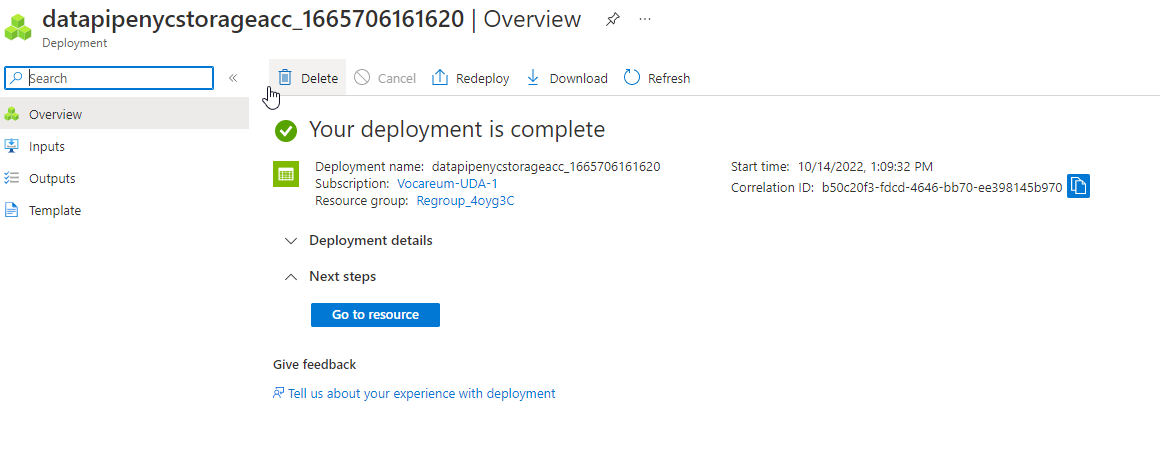 datapipenycstorageacc_1665706161620 | Overview ...
Deployment
Search «
Delete Cancel Redeploy Download Refresh
Overview
Inputs
Outputs
Template
Your deployment is complete
Deployment name: datapipenycstorageacc_1665706161620
Subscription: Vocareum-UDA-1
Resource group: Regroup_4oyg3C
Start time: 10/14/2022, 1:09:32 PM
Correlation ID: b50c20f3-fdcd-4646-bb70-ee398145b970
Deployment details
Next steps
Go to resource
Give feedback
Tell us about your experience with deployment